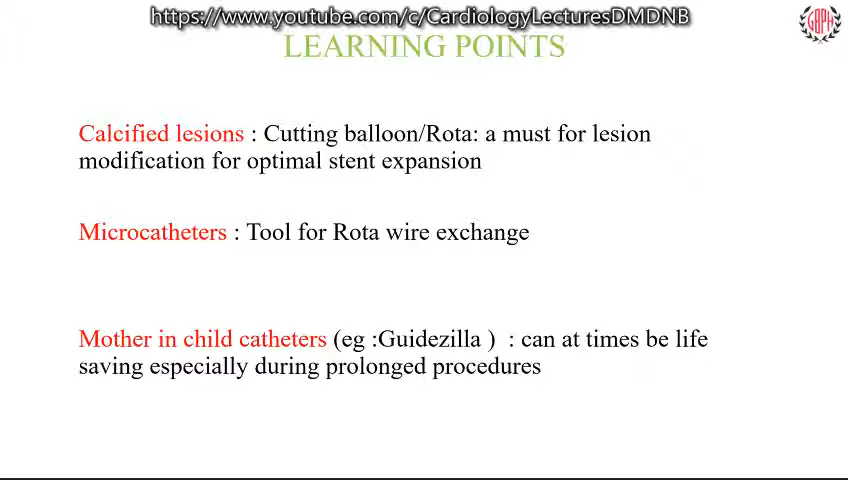 https://www.youtube.com/c/CardiologyLecturesDMDNB
GBPH
LEARNING POINTS
Calcified lesions : Cutting balloon/Rota: a must for lesion
modification for optimal stent expansion
Microcatheters : Tool for Rota wire exchange
Mother in child catheters (eg :Guidezilla ) : can at times be life
saving especially during prolonged procedures